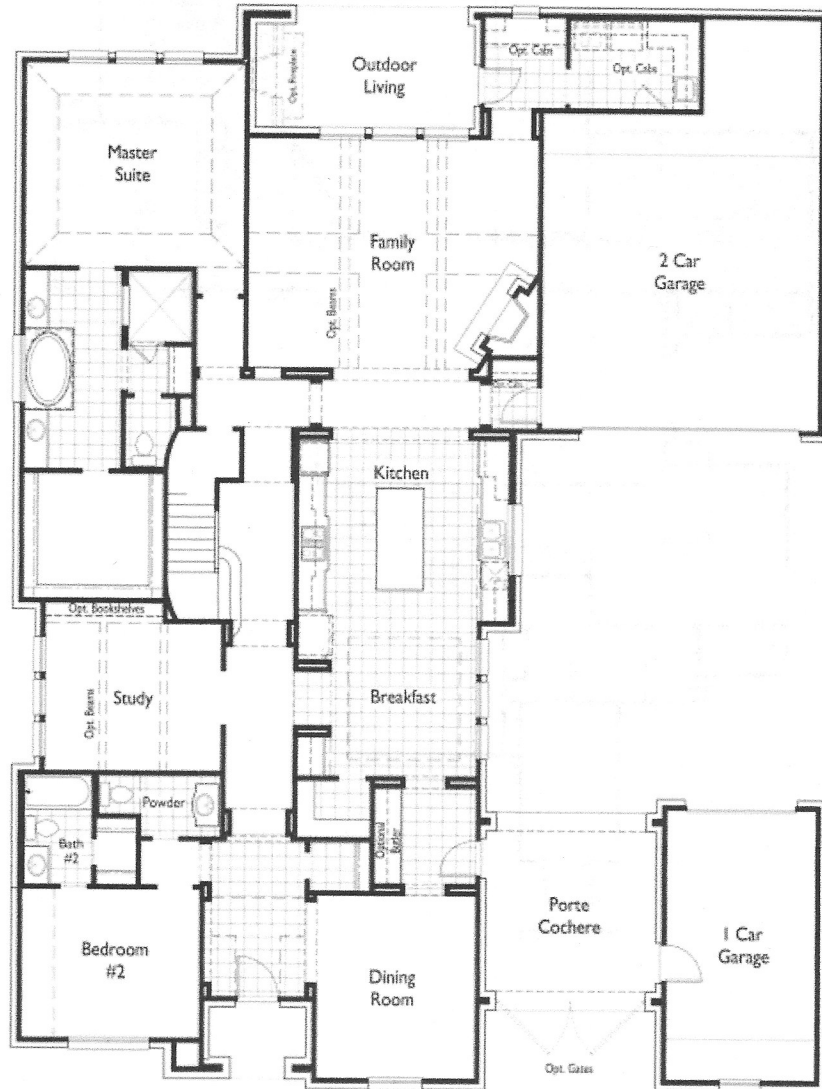 Opt. Cabs
Opt. Cabs
Outdoor
Living
Opt. Fireplace
Master
Suite
Family
Room
2 Car
Garage
Opt. Beams
Kitchen
Opt. Bookshelves
Study
Opt. Beams
Breakfast
Powder
Bath
#2
Optional
Porte
Cochere
1 Car
Garage
Bedroom
#2
Dining
Room
Opt. Gates